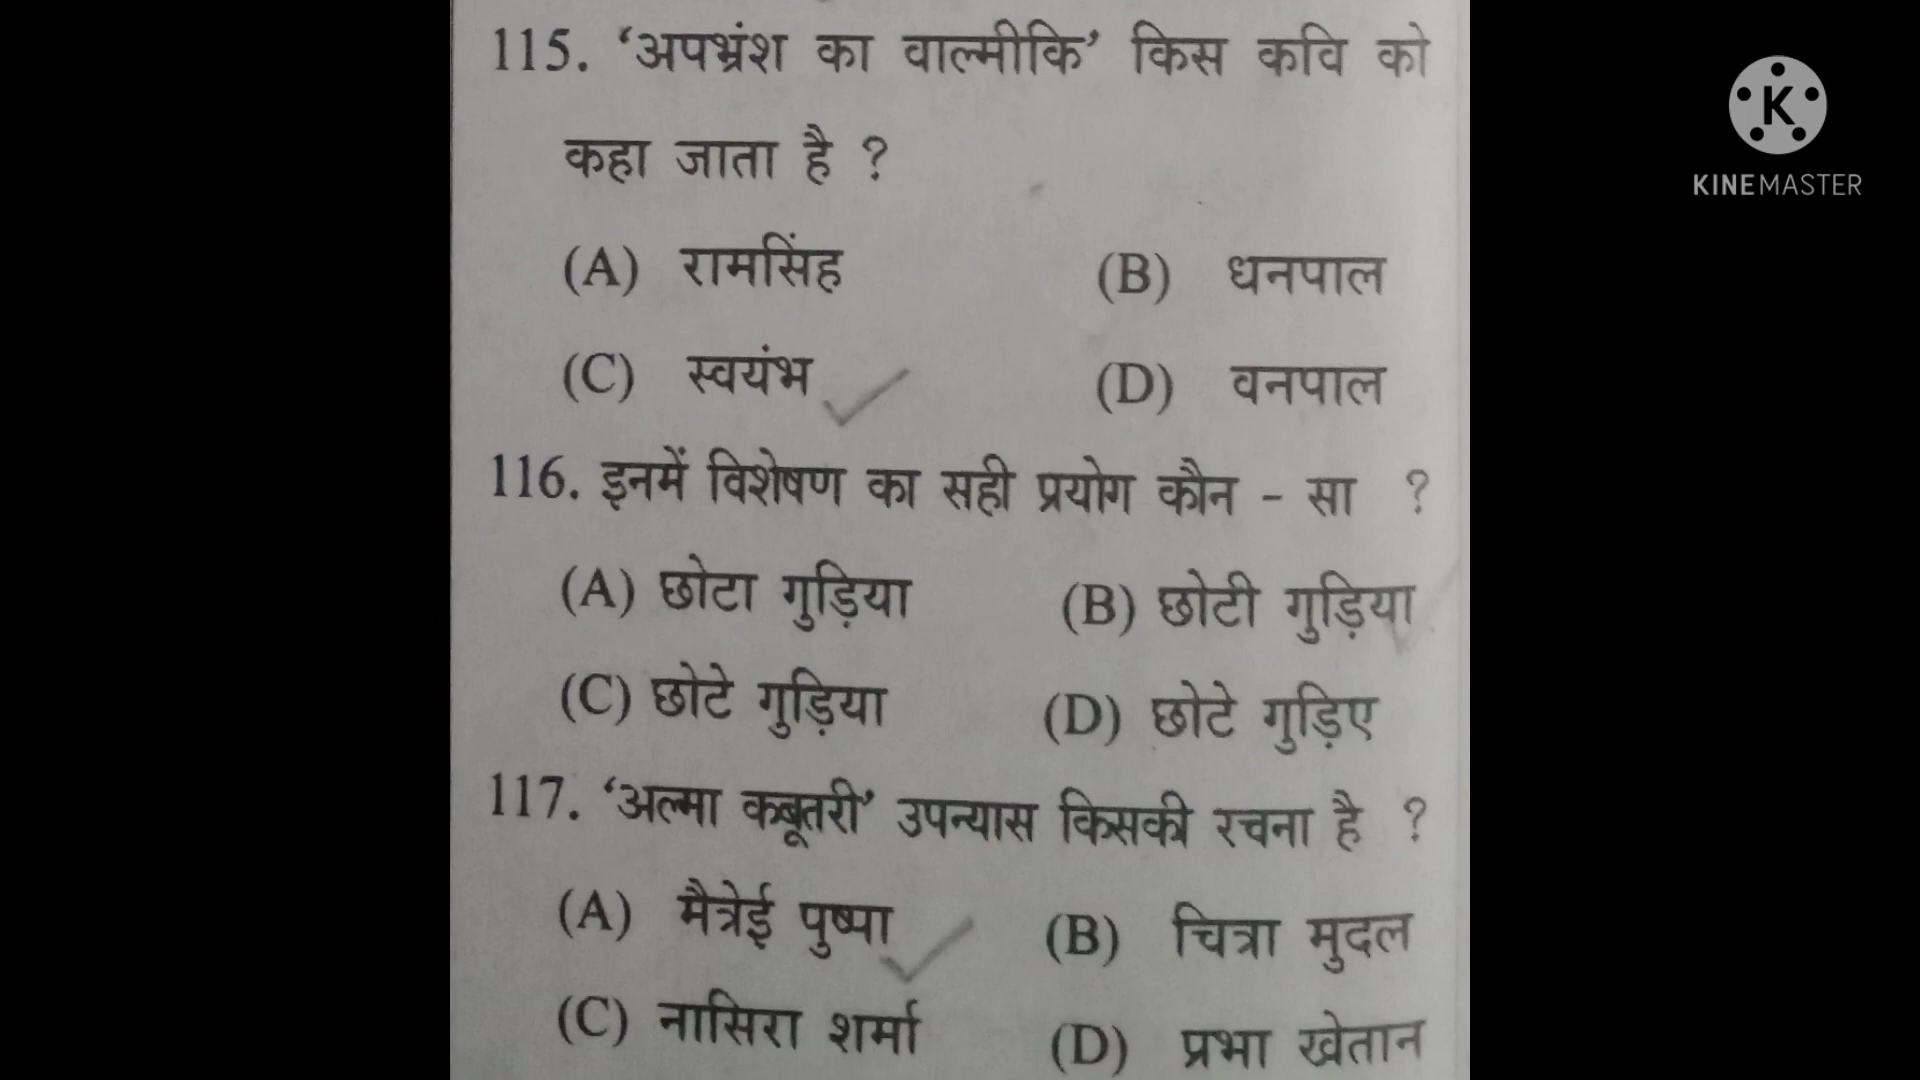 115. ‘अपभ्रंश का वाल्मीकि’ किस कवि को
कहा जाता है ?
(A) रामसिंह (B) धनपाल
(C) स्वयंभ (D) वनपाल
116. इनमें विशेषण का सही प्रयोग कौन - सा ?
(A) छोटा गुड़िया (B) छोटी गुड़िया
(C) छोटे गुड़िया (D) छोटे गुड़िए
117. ‘अल्मा कबूतरी’ उपन्यास किसकी रचना है ?
(A) मैत्रेई पुष्पा (B) चित्रा मुदल
(C) नासिरा शर्मा (D) प्रभा खेतान
K
KINEMASTER